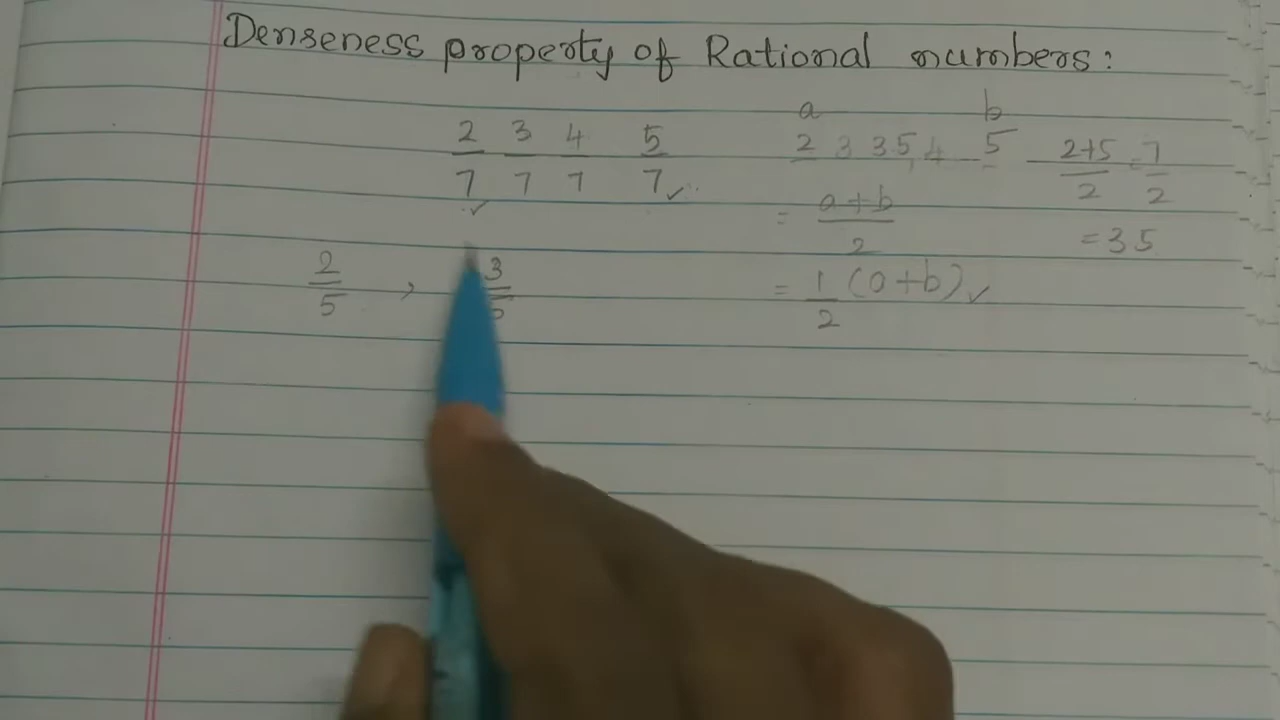 Denseness property of Rational numbers:
a b
2/7 3/7 4/7 5/7 ✓ 2 3 3.5, 4 5 2+5/2 = 7/2
✓ = a+b/2 = 3.5
2/5 , 3/5 = 1/2 (a+b) ✓